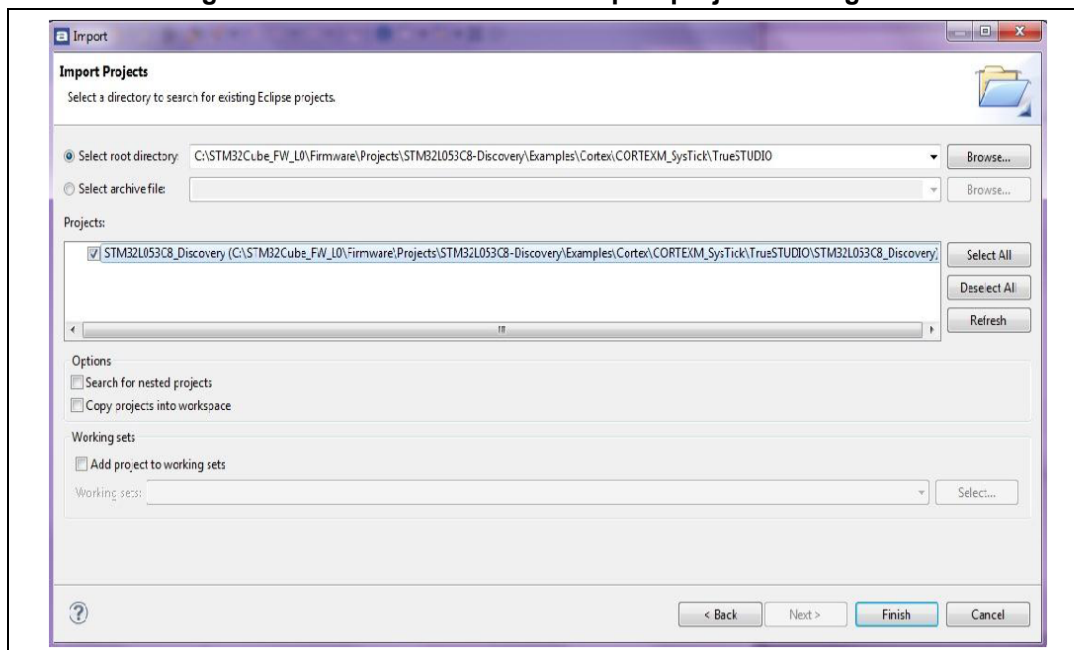 Import
Import Projects
Select a directory to search for existing Eclipse projects.
Select root directory: C:\STM32Cube_FW_L0\Firmware\Projects\STM32L053C8-Discovery\Examples\Cortex\CORTEXM_SysTick\TrueSTUDIO Browse...
Select archive file: Browse...
Projects:
STM32L053C8_Discovery (C:\STM32Cube_FW_L0\Firmware\Projects\STM32L053C8-Discovery\Examples\Cortex\CORTEXM_SysTick\TrueSTUDIO\STM32L053C8_Discovery)
Select All
Deselect All
Refresh
Options
Search for nested projects
Copy projects into workspace
Working sets
Add project to working sets
Working sets: Select...
< Back Next > Finish Cancel